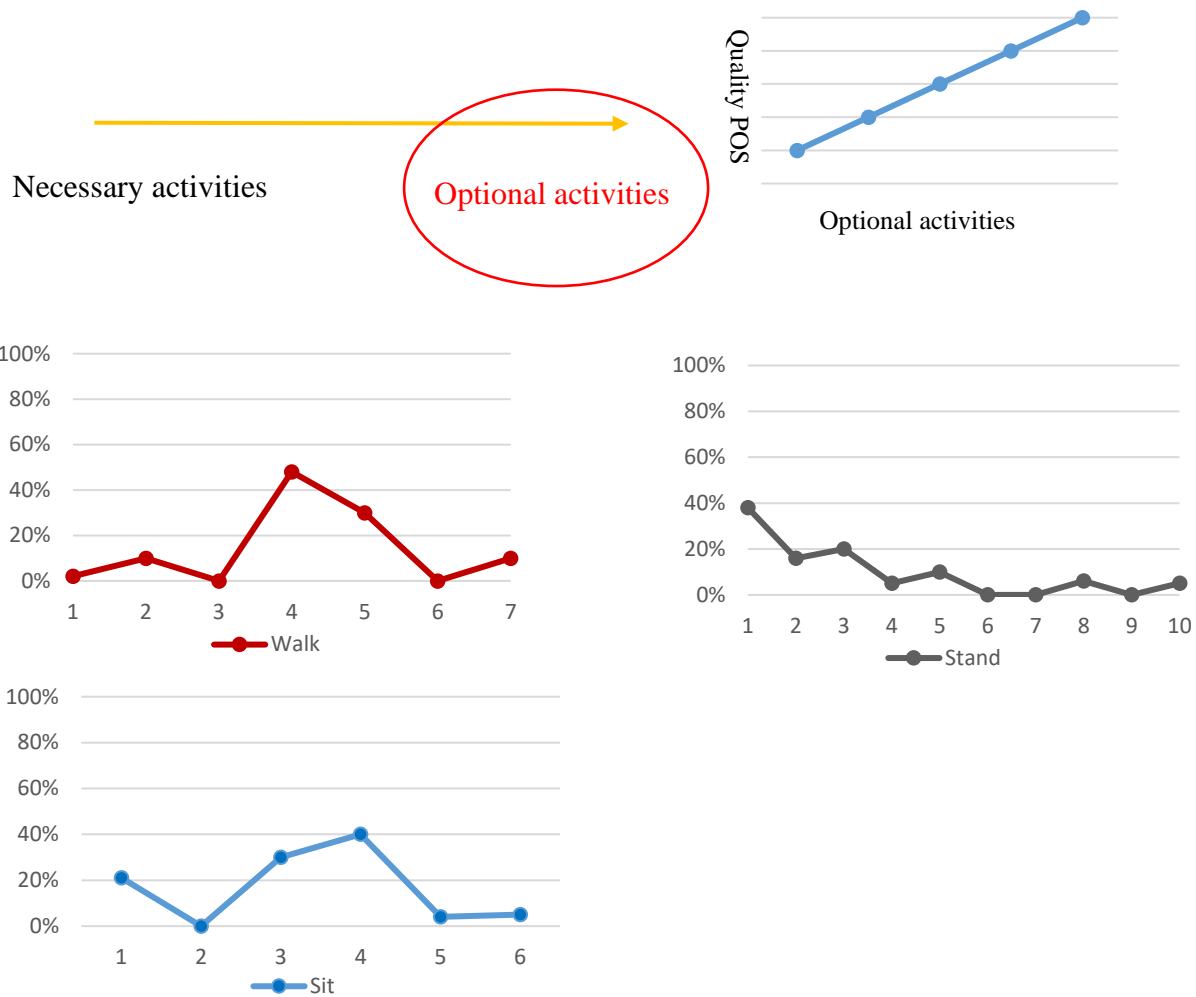 Quality POS
Necessary activities
Optional activities
Optional activities
100%
80%
60%
40%
20%
0%
1 2 3 4 5 6 7
Walk
100%
80%
60%
40%
20%
0%
1 2 3 4 5 6 7 8 9 10
Stand
100%
80%
60%
40%
20%
0%
1 2 3 4 5 6
Sit